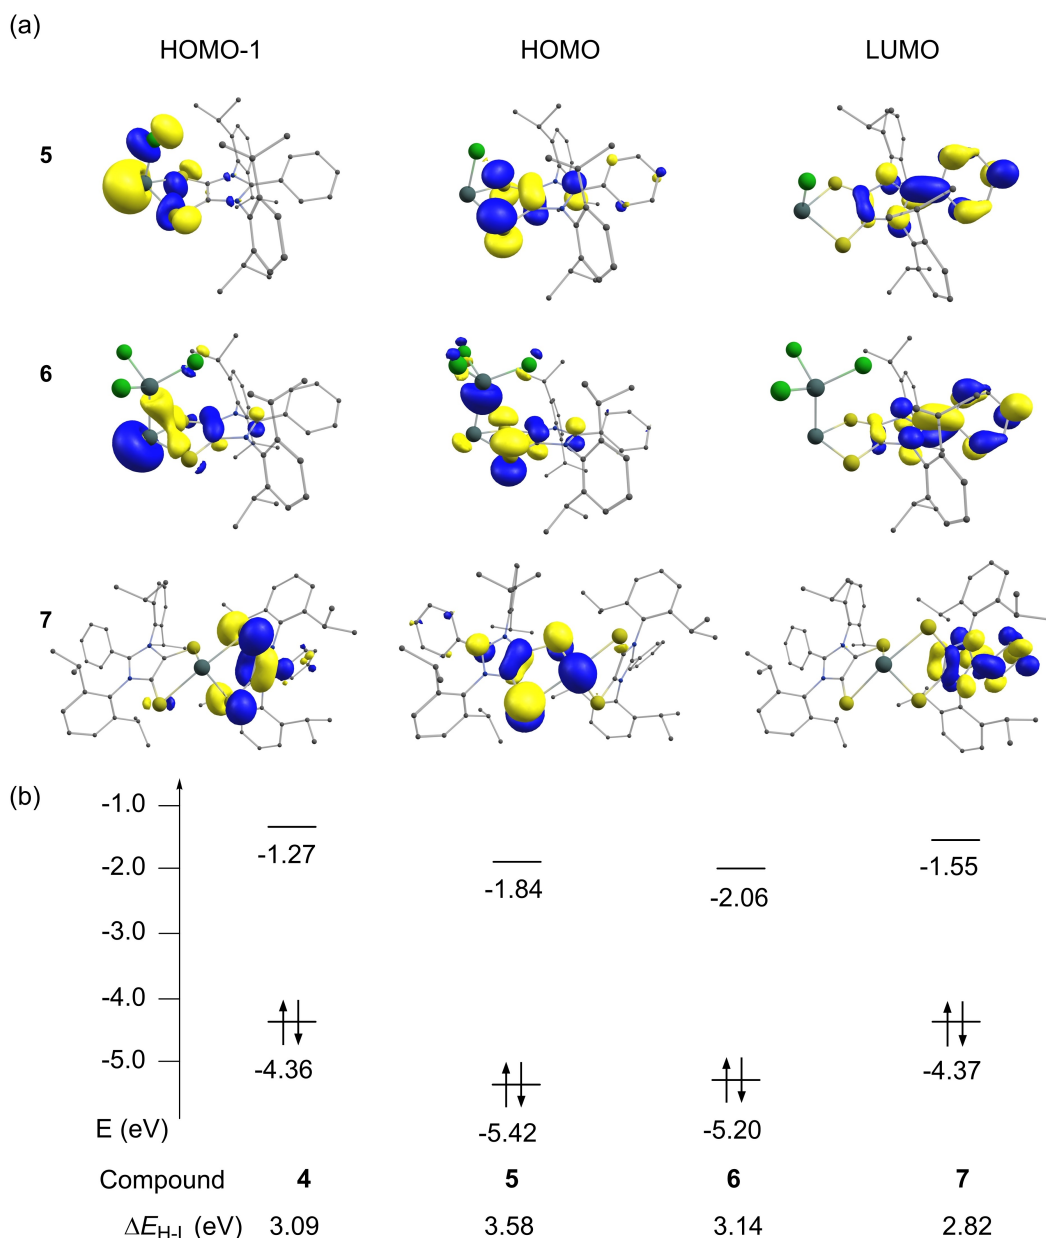 (a)
HOMO-1 HOMO LUMO
5
6
7
(b)
-1.0
-1.27
-1.55
-2.0
-1.84
-2.06
-3.0
-4.0
-5.0
-4.36
-4.37
E (eV)
-5.42
-5.20
Compound 4 5 6 7
ΔE_H-L (eV) 3.09 3.58 3.14 2.82